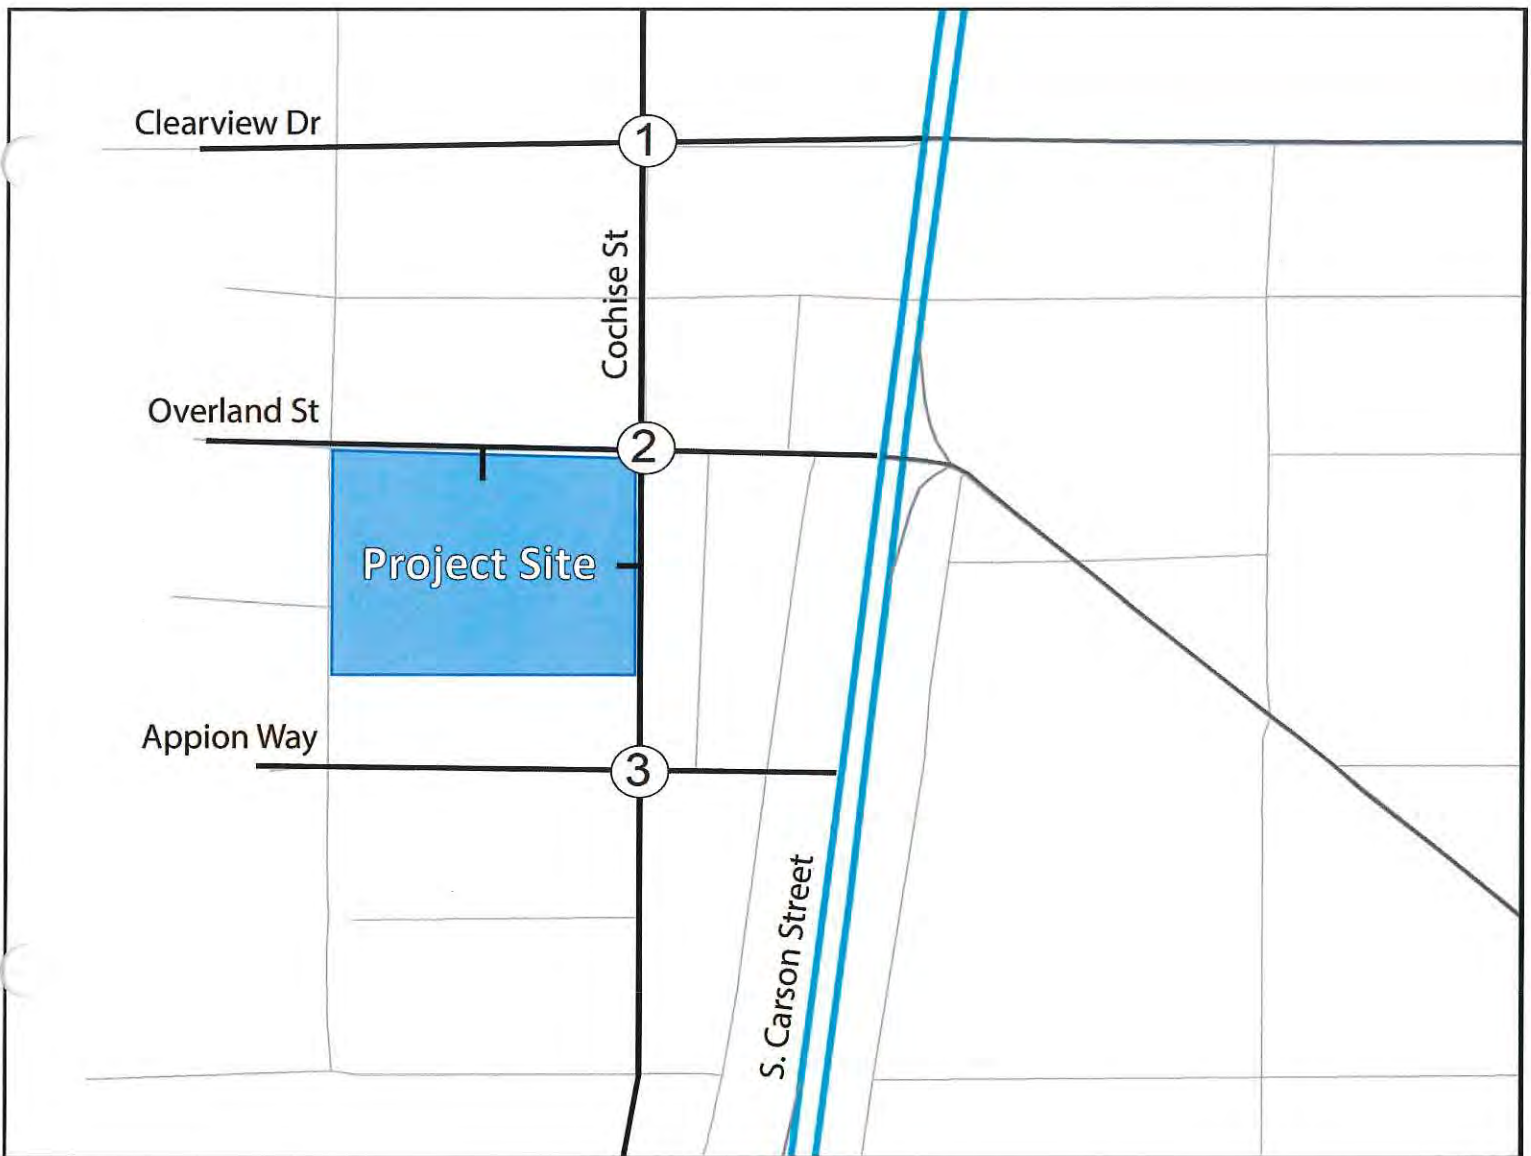 Clearview Dr
1
Cochise St
Overland St
2
Project Site
Appion Way
3
S. Carson Street